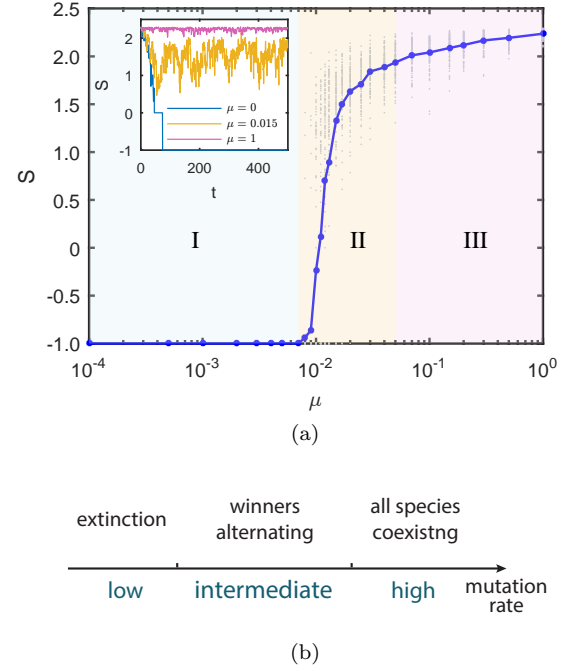 2.5
2.0
1.5
1.0
0.5
0
-0.5
-1.0
S
2
1
0
-1
S
μ = 0
μ = 0.015
μ = 1
0 200 400
t
I II III
10^-4 10^-3 10^-2 10^-1 10^0
μ
(a)
extinction winners all species
alternating coexistng
low intermediate high mutation
rate
(b)